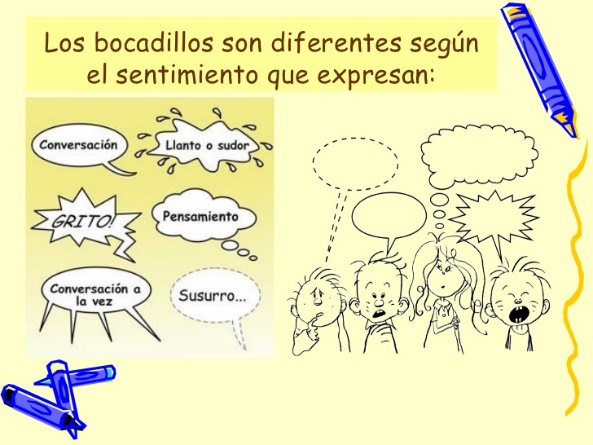 Los bocadillos son diferentes según
el sentimiento que expresan:
Conversación
Llanto o sudor
GRITO!
Pensamiento
Conversación a
la vez
Susurro...